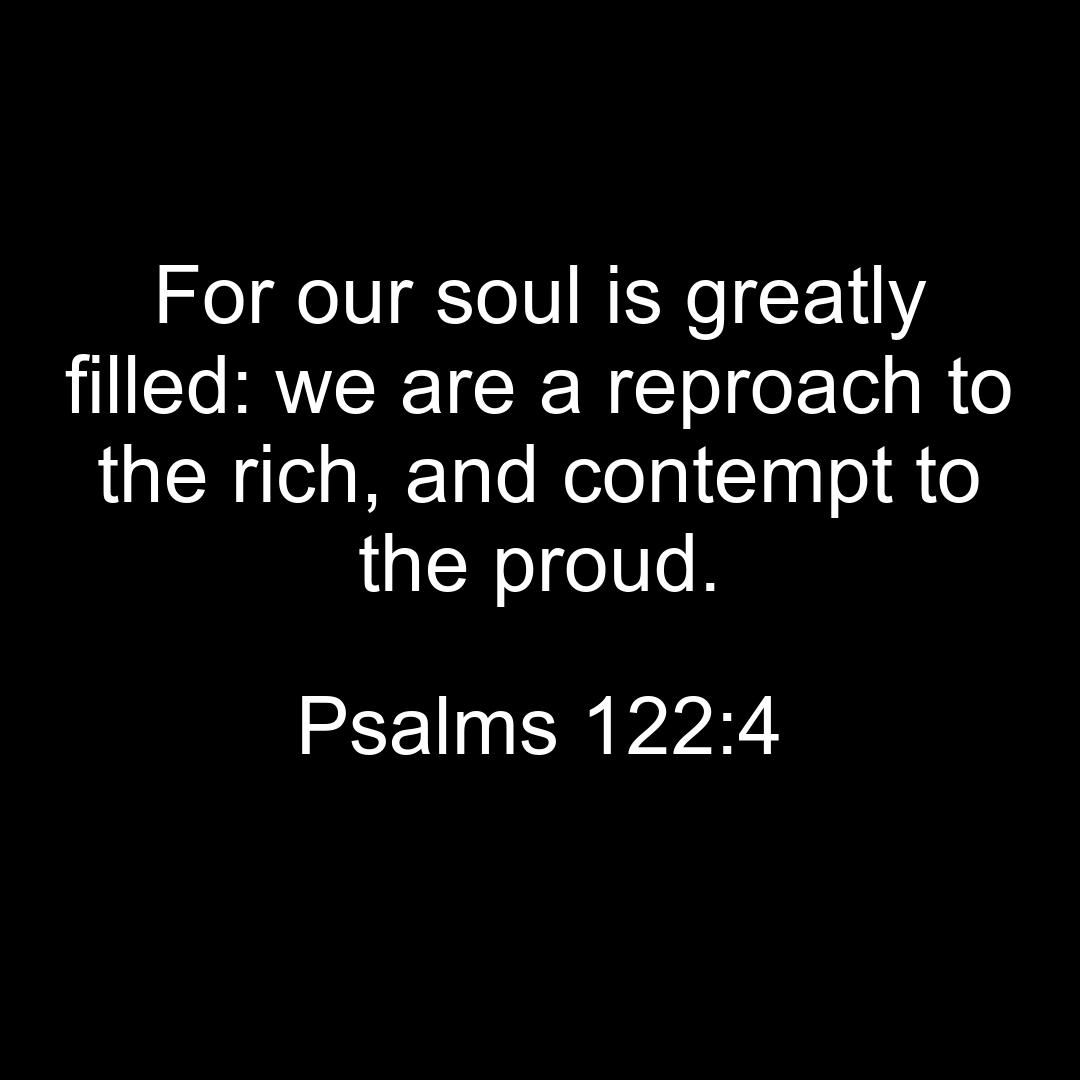 For our soul is greatly
filled: we are a reproach to
the rich, and contempt to
the proud.
Psalms 122:4